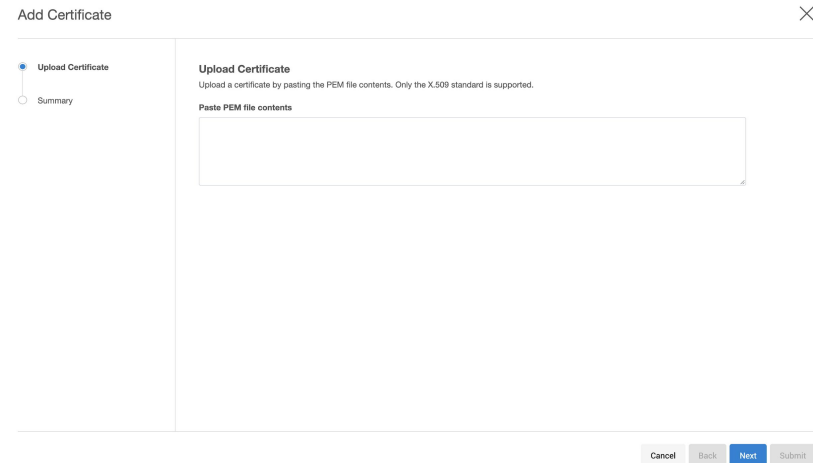 Add Certificate
Upload Certificate
Summary
Upload Certificate
Upload a certificate by pasting the PEM file contents. Only the X.509 standard is supported.
Paste PEM file contents
Cancel Back Next Submit